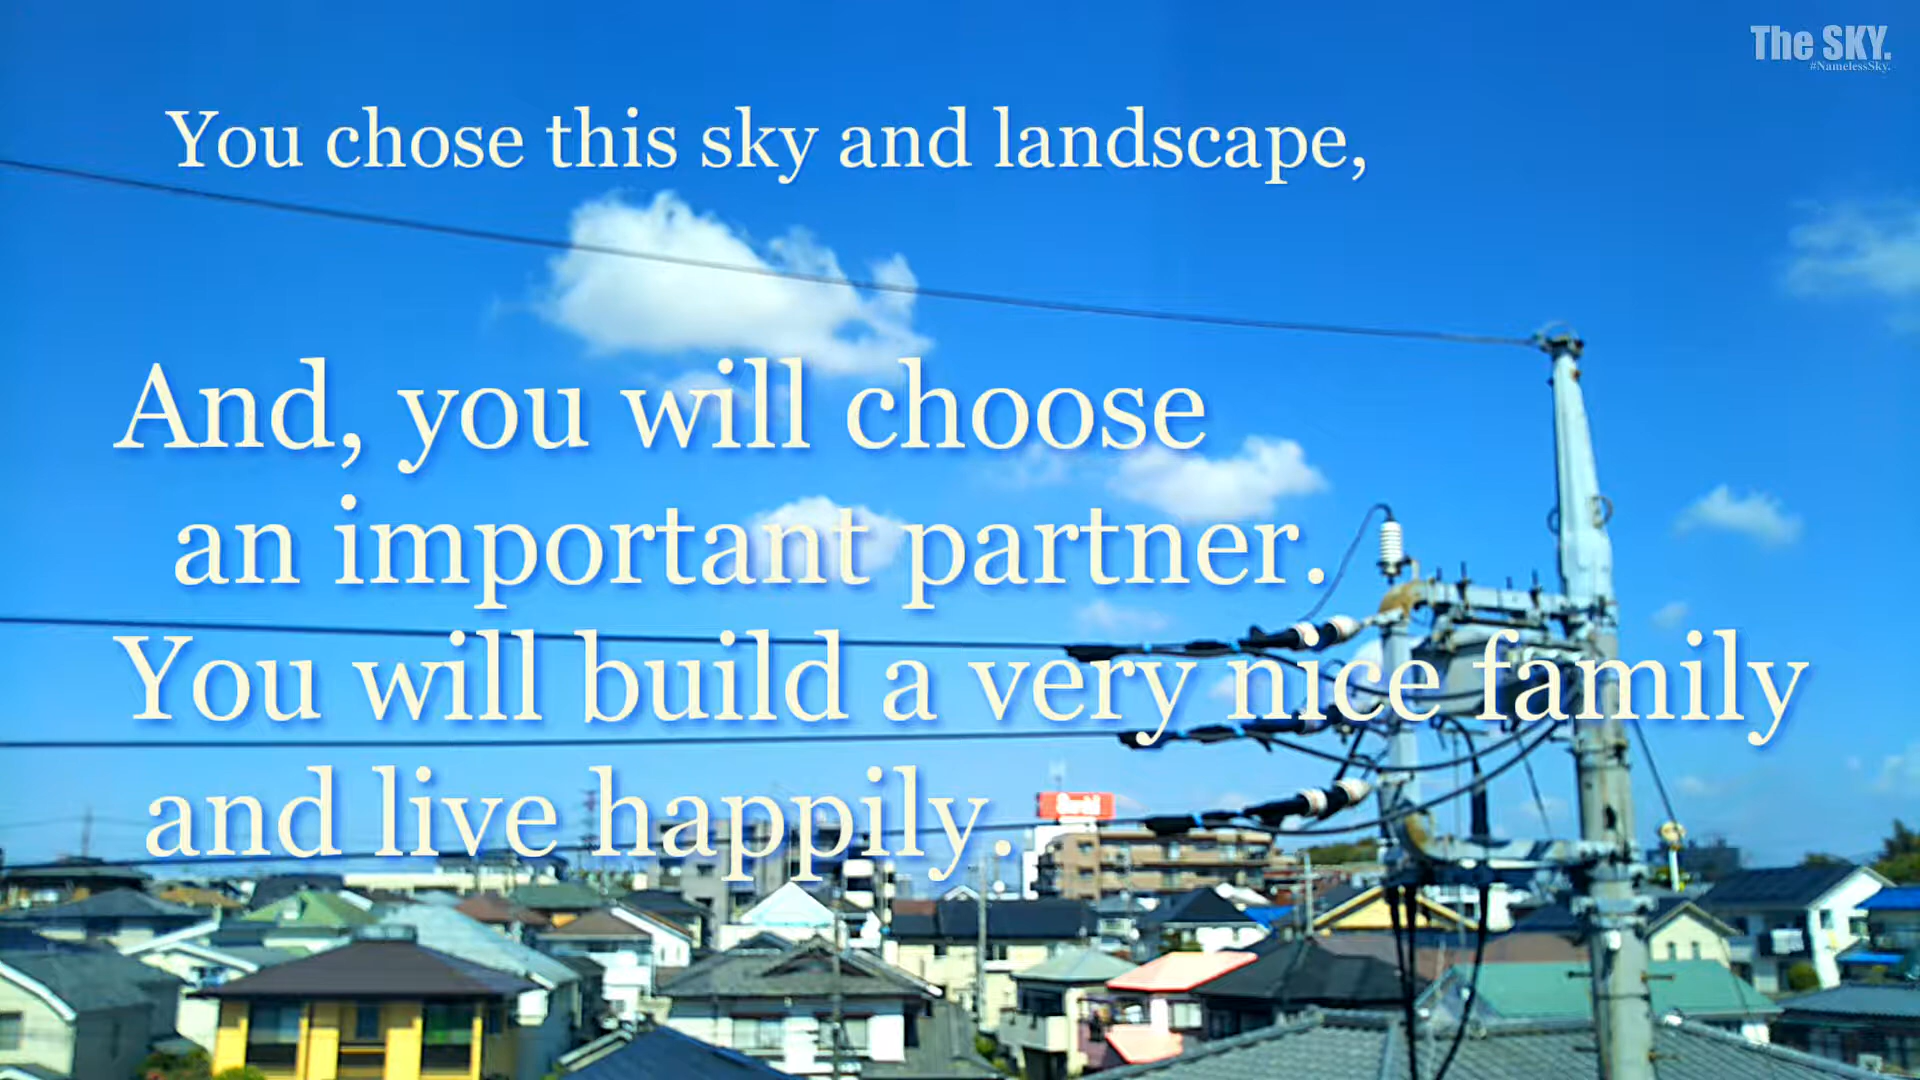 The SKY.
#NamelessSky.
You chose this sky and landscape,
And, you will choose
an important partner.
You will build a very nice family
and live happily.